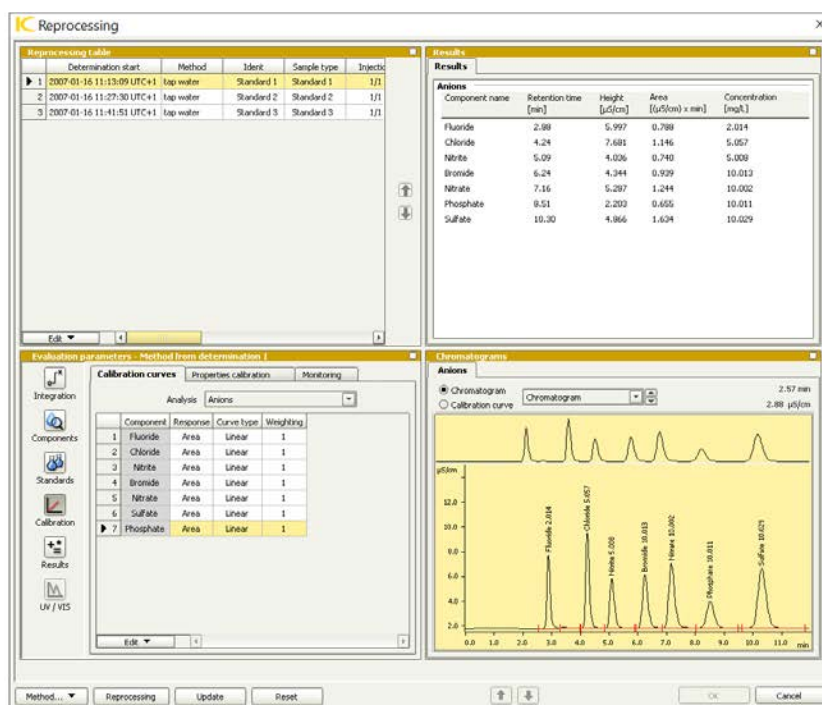 IC Reprocessing
Reprocessing table
Determination start Method Ident Sample type Injectic
1 2007-01-16 11:13:09 UTC+1 tap water Standard 1 Standard 1 1/1
2 2007-01-16 11:27:30 UTC+1 tap water Standard 2 Standard 2 1/1
3 2007-01-16 11:41:51 UTC+1 tap water Standard 3 Standard 3 1/1
Edit
Results
Results
Anions
Component name Retention time Height Area Concentration
[min] [µS/cm] [(µS/cm) x min] [mg/L]
Fluoride 2.88 5.997 0.788 2.014
Chloride 4.24 7.681 1.146 5.057
Nitrite 5.09 4.036 0.740 5.008
Bromide 6.24 4.344 0.939 10.013
Nitrate 7.16 5.287 1.244 10.002
Phosphate 8.51 2.203 0.655 10.011
Sulfate 10.30 4.866 1.634 10.029
Evaluation parameters - Method from determination 1
Integration
Components
Standards
Calibration
Results
UV / VIS
Calibration curves Properties calibration Monitoring
Analysis Anions
Component Response Curve type Weighting
1 Fluoride Area Linear 1
2 Chloride Area Linear 1
3 Nitrite Area Linear 1
4 Bromide Area Linear 1
5 Nitrate Area Linear 1
6 Sulfate Area Linear 1
7 Phosphate Area Linear 1
Edit
Chromatograms
Anions
Chromatogram Chromatogram 2.57 min
Calibration curve 2.88 µS/cm
µS/cm
12.0
10.0
8.0
6.0
4.0
2.0
Fluoride 2.014
Chloride 5.057
Nitrite 5.008
Bromide 10.013
Nitrate 10.002
Phosphate 10.011
Sulfate 10.029
0.0 1.0 2.0 3.0 4.0 5.0 6.0 7.0 8.0 9.0 10.0 11.0 min
Method... Reprocessing Update Reset OK Cancel